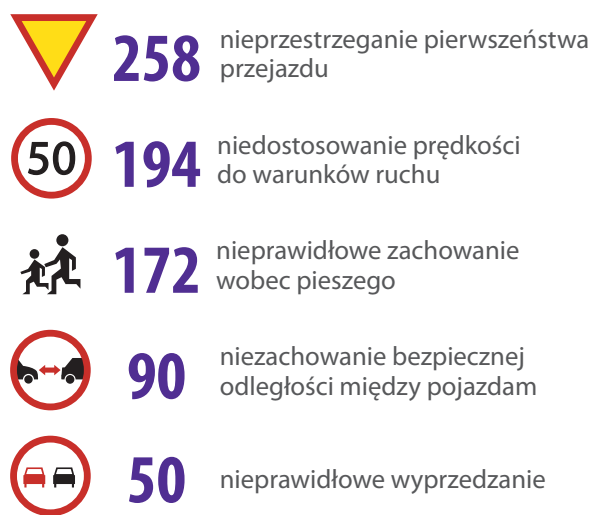 258
nieprzestrzeganie pierwszeństwa
przejazdu
50
194
niedostosowanie prędkości
do warunków ruchu
172
nieprawidłowe zachowanie
wobec pieszego
90
niezachowanie bezpiecznej
odległości między pojazdam
50
nieprawidłowe wyprzedzanie